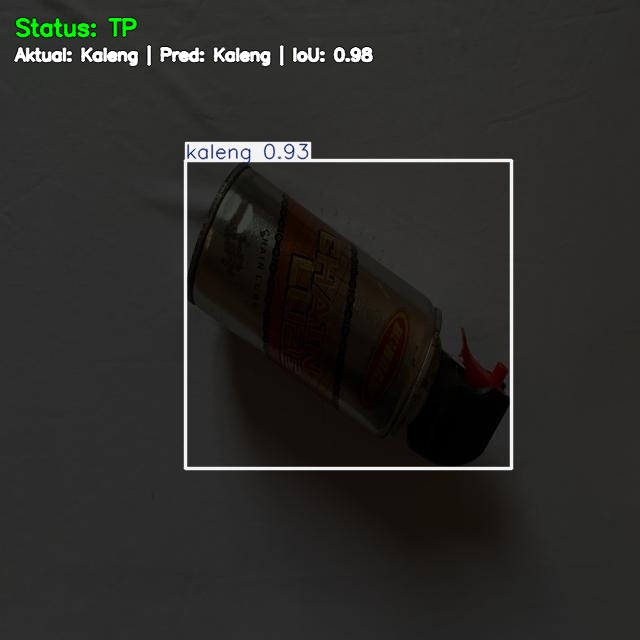 Status: TP
Aktual: Kaleng | Pred: Kaleng | IoU: 0.98
kaleng 0.93
CHAIN
LUBE